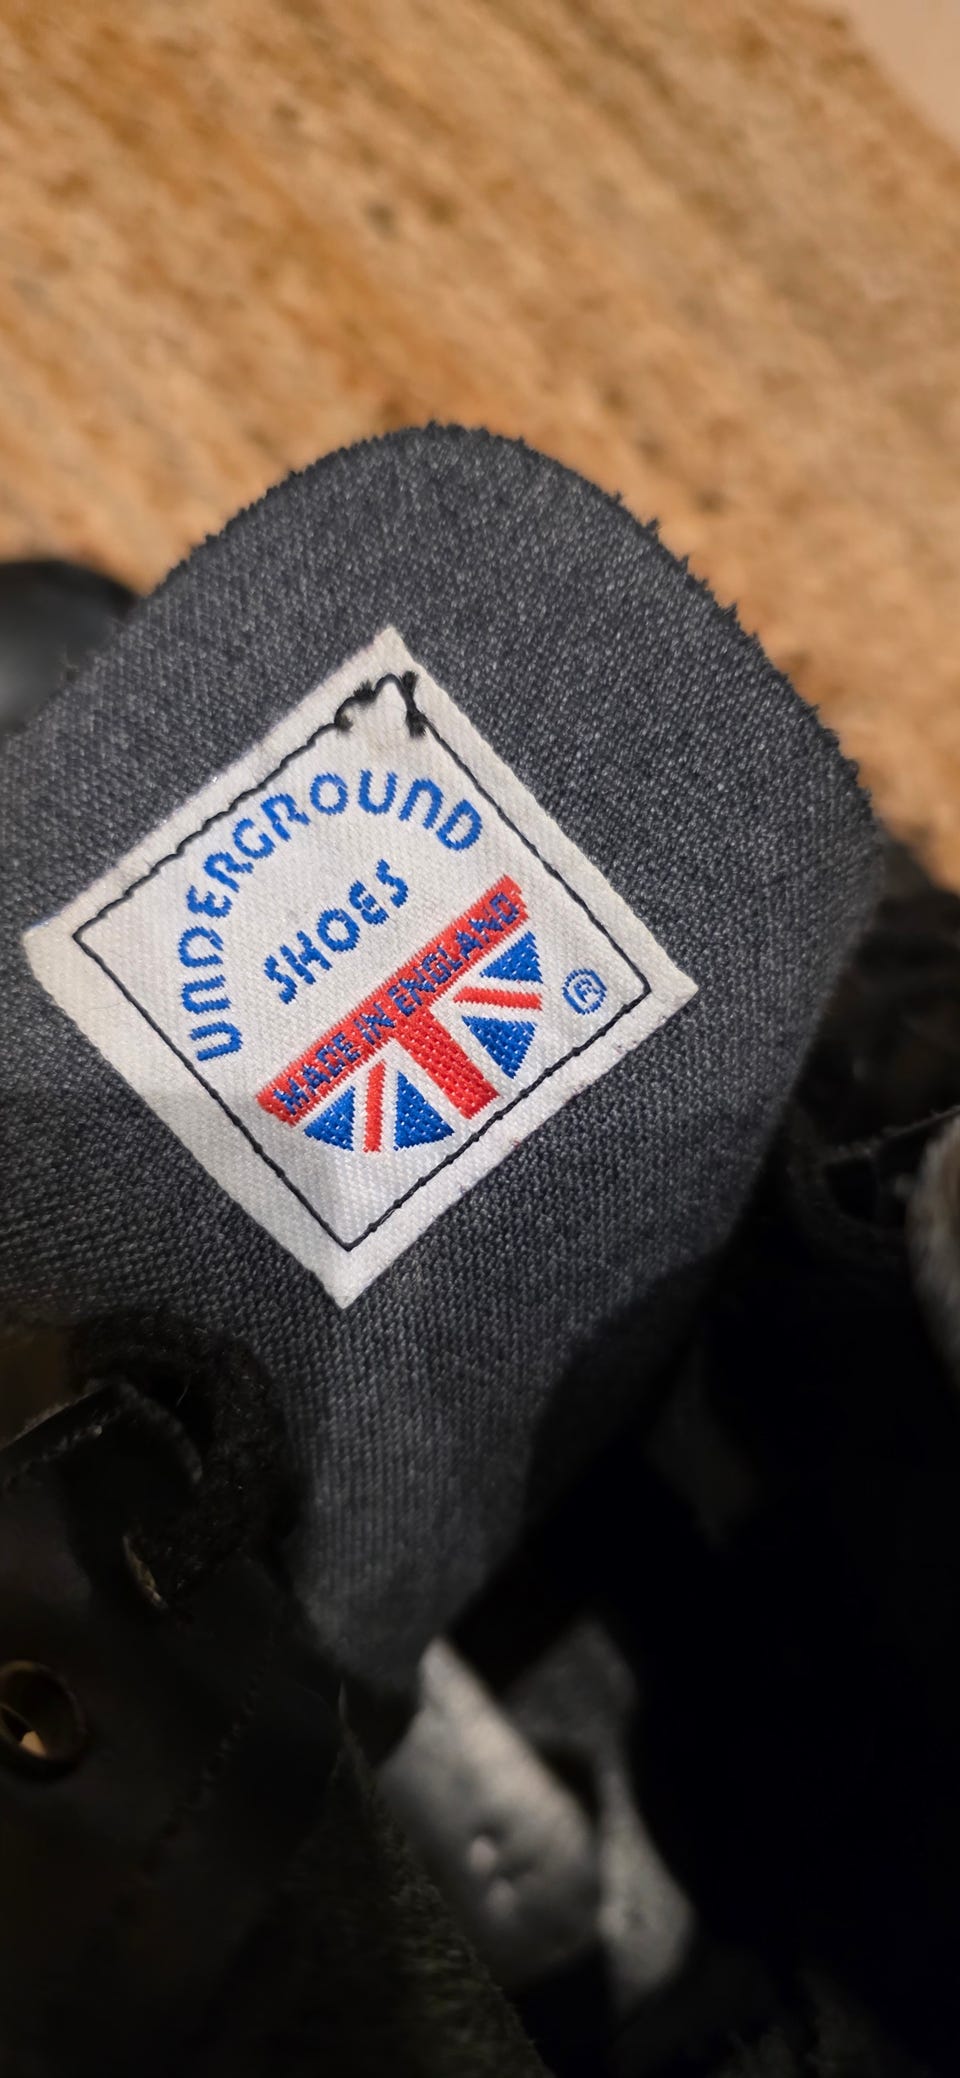 UNDERGROUND
SHOES
MADE IN ENGLAND
®